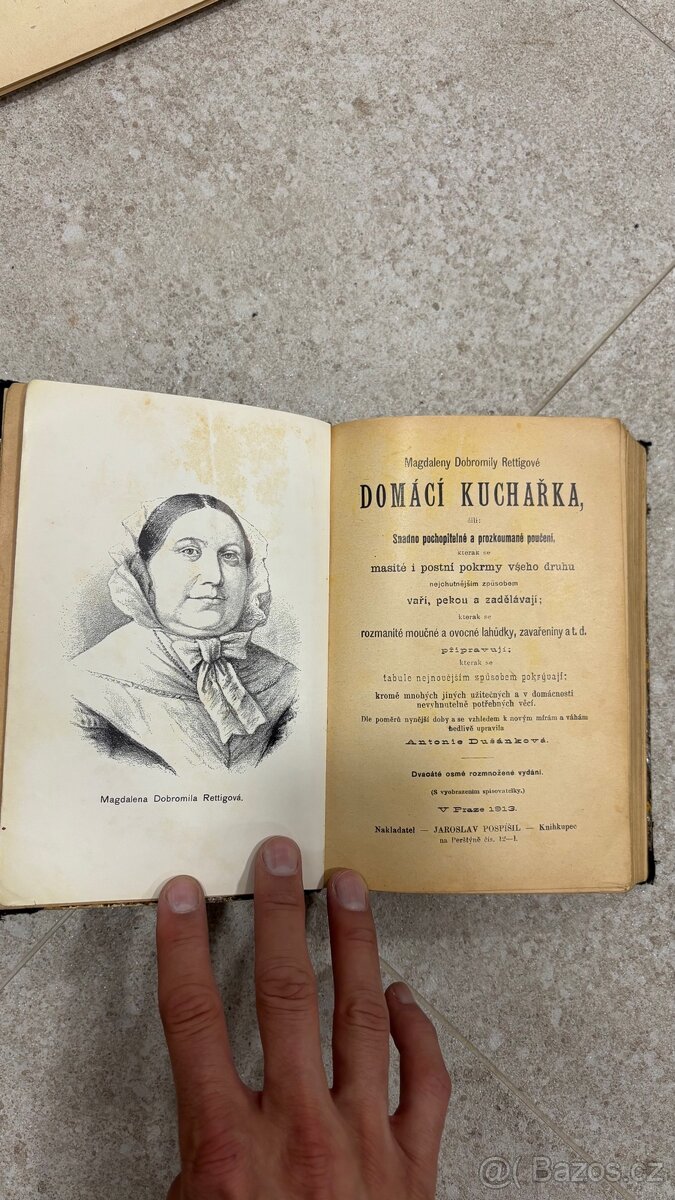 Magdalena Dobromila Rettigová.
Magdaleny Dobromily Rettigové
DOMÁCÍ KUCHAŘKA,
čili:
Snadno pochopitelné a prozkoumané poučení,
kterak se
masité i postní pokrmy všeho druhu
nejchutnějším způsobem
vaří, pekou a zadělávají;
kterak se
rozmanité moučné a ovocné lahůdky, zavařeniny a t. d.
připravují;
kterak se
tabule nejnovějším spůsobem pokrývají;
kromě mnohých jiných užitečných a v domácnosti
nevyhnutelně potřebných věcí.
Dle poměrů nynější doby a se vzhledem k novým mírám a váhám
bedlivě upravila
Antonie Dušánková.
Dvacáté osmé rozmnožené vydání.
(S vyobrazením spisovatelky.)
V Praze 1913.
Nakladatel — JAROSLAV POSPÍŠIL — Knihkupec
na Perštýně čís. 12—I.
@( Bazos.cz